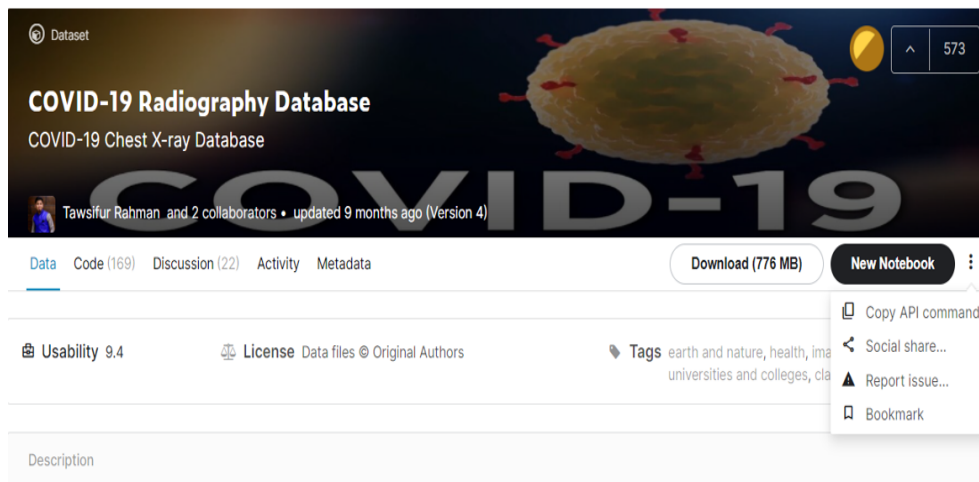 Dataset
573
COVID-19 Radiography Database
COVID-19 Chest X-ray Database
COVID-19
Tawsifur Rahman and 2 collaborators • updated 9 months ago (Version 4)
Data Code (169) Discussion (22) Activity Metadata Download (776 MB) New Notebook
Copy API command
Usability 9.4 License Data files © Original Authors Tags earth and nature, health, ima
Social share...
universities and colleges, cla
Report issue...
Bookmark
Description